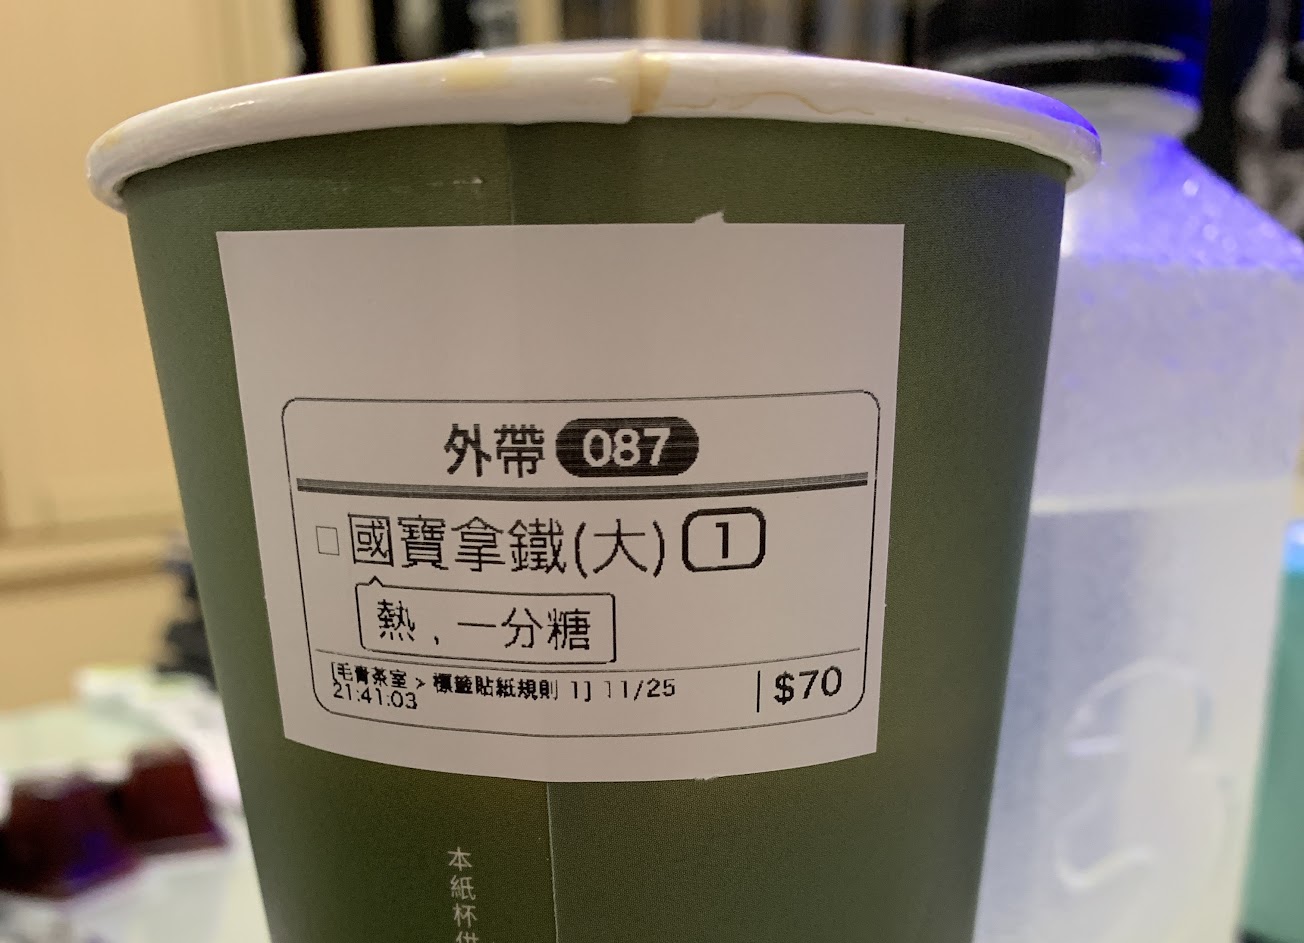 外帶 087
□ 國寶拿鐵(大) 1
熱, 一分糖
[毛青茶室 > 標籤貼紙規則 1] 11/25
21:41:03
$70
本紙杯供